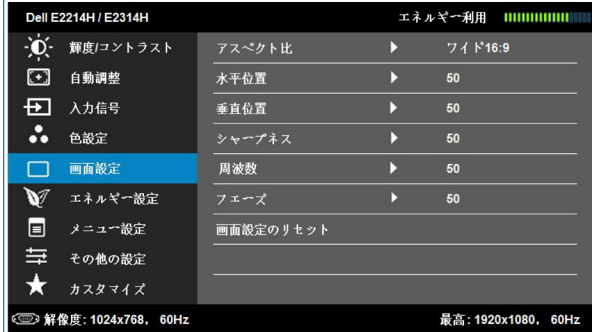 Dell E2214H / E2314H エネルギー利用
輝度/コントラスト アスペクト比 ワイド16:9
自動調整 水平位置 50
入力信号 垂直位置 50
色設定 シャープネス 50
画面設定 周波数 50
エネルギー設定 フェーズ 50
メニュー設定 画面設定のリセット
その他の設定
カスタマイズ
解像度: 1024x768, 60Hz 最高: 1920x1080, 60Hz